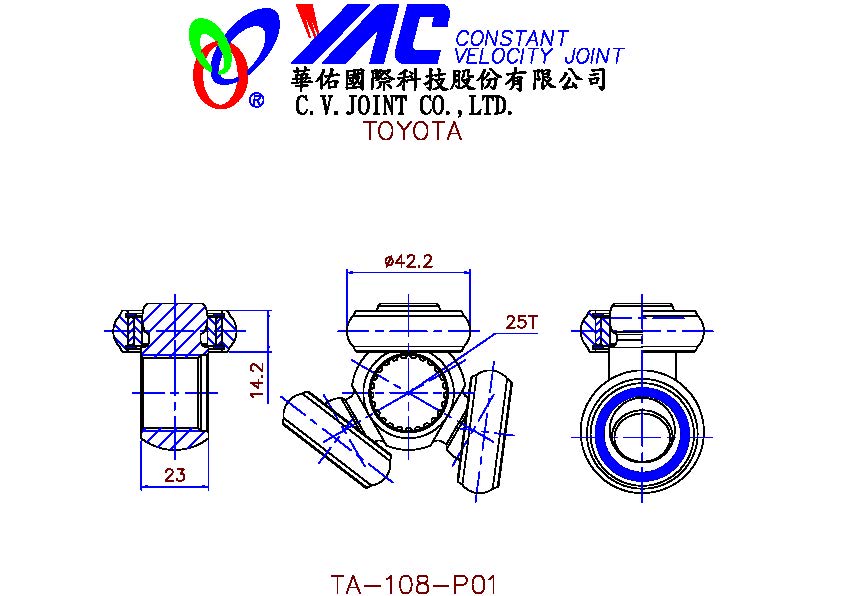 YAC CONSTANT
VELOCITY JOINT
®
華佑國際科技股份有限公司
C.V.JOINT CO.,LTD.
TOYOTA
ø42.2
25T
14.2
23
TA-108-P01